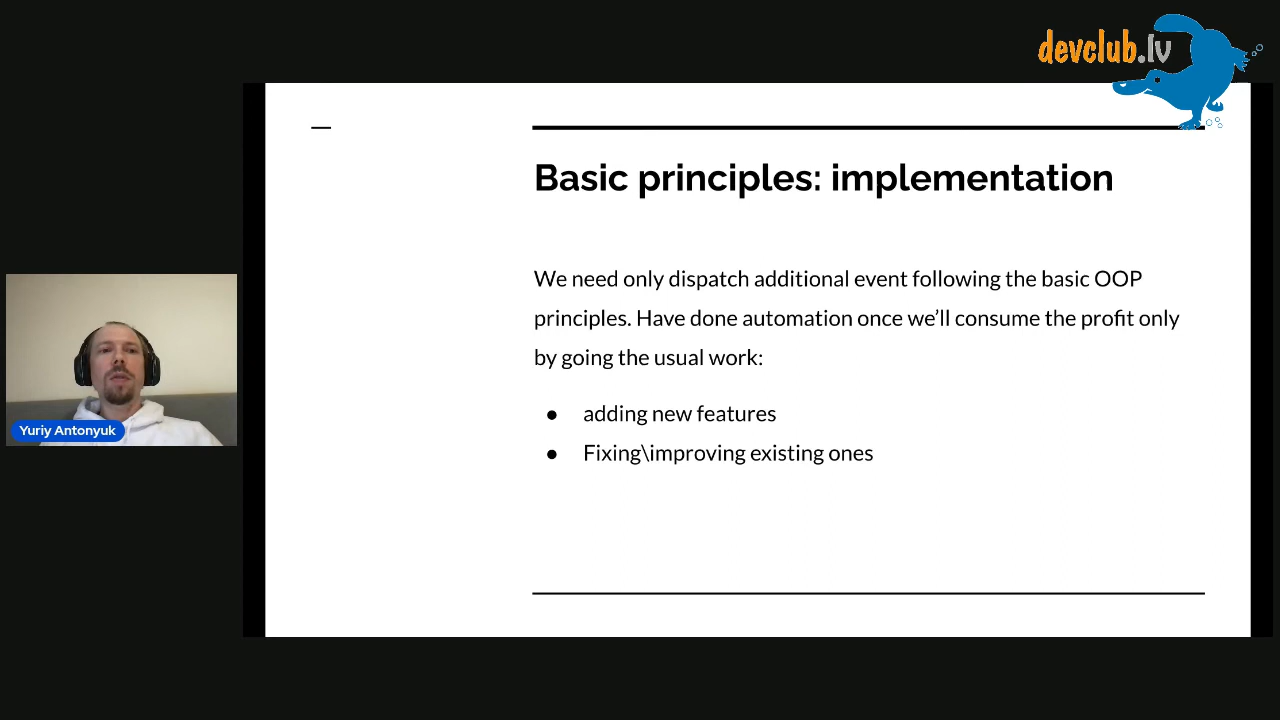 devclub.lv
Basic principles: implementation
We need only dispatch additional event following the basic OOP
principles. Have done automation once we’ll consume the profit only
by going the usual work:
● adding new features
● Fixing\improving existing ones
Yuriy Antonyuk